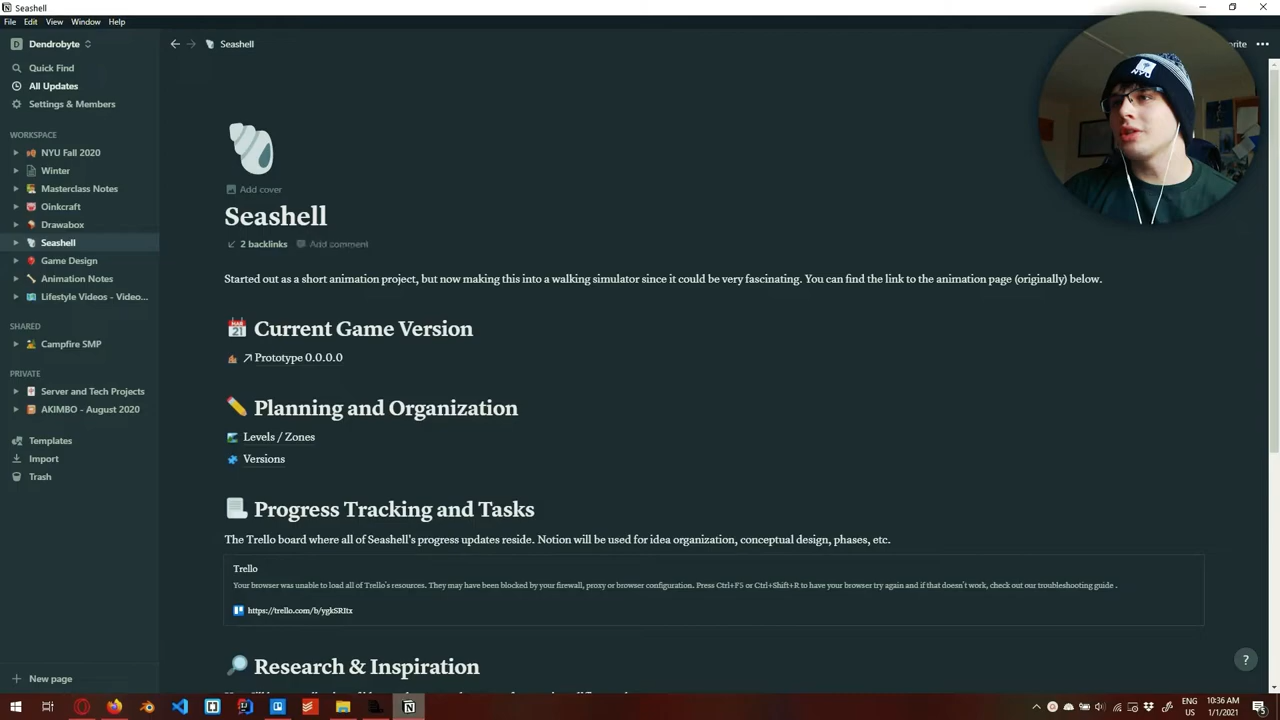 Seashell
File Edit View Window Help
Dendrobyte
Seashell
Quick Find
All Updates
Settings & Members
WORKSPACE
NYU Fall 2020
Winter
Masterclass Notes
Oinkcraft
Drawabox
Seashell
Game Design
Animation Notes
Lifestyle Videos - Video...
SHARED
Campfire SMP
PRIVATE
Server and Tech Projects
AKIMBO - August 2020
Templates
Import
Trash
New page
NYU
Add cover
Seashell
2 backlinks Add comment
Started out as a short animation project, but now making this into a walking simulator since it could be very fascinating. You can find the link to the animation page (originally) below.
Current Game Version
Prototype 0.0.0.0
Planning and Organization
Levels / Zones
Versions
Progress Tracking and Tasks
The Trello board where all of Seashell's progress updates reside. Notion will be used for idea organization, conceptual design, phases, etc.
Trello
Your browser was unable to load all of Trello's resources. They may have been blocked by your firewall, proxy or browser configuration. Press Ctrl+F5 or Ctrl+Shift+R to have your browser try again and if that doesn't work, check out our troubleshooting guide .
https://trello.com/b/ygkSRItx
Research & Inspiration
?
ENG
US
10:36 AM
1/1/2021